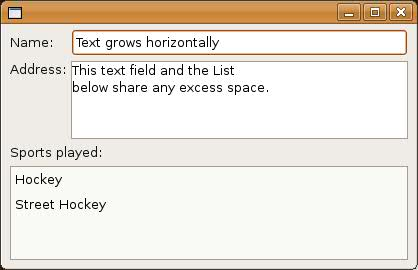 Name: Text grows horizontally
Address: This text field and the List
below share any excess space.
Sports played:
Hockey
Street Hockey